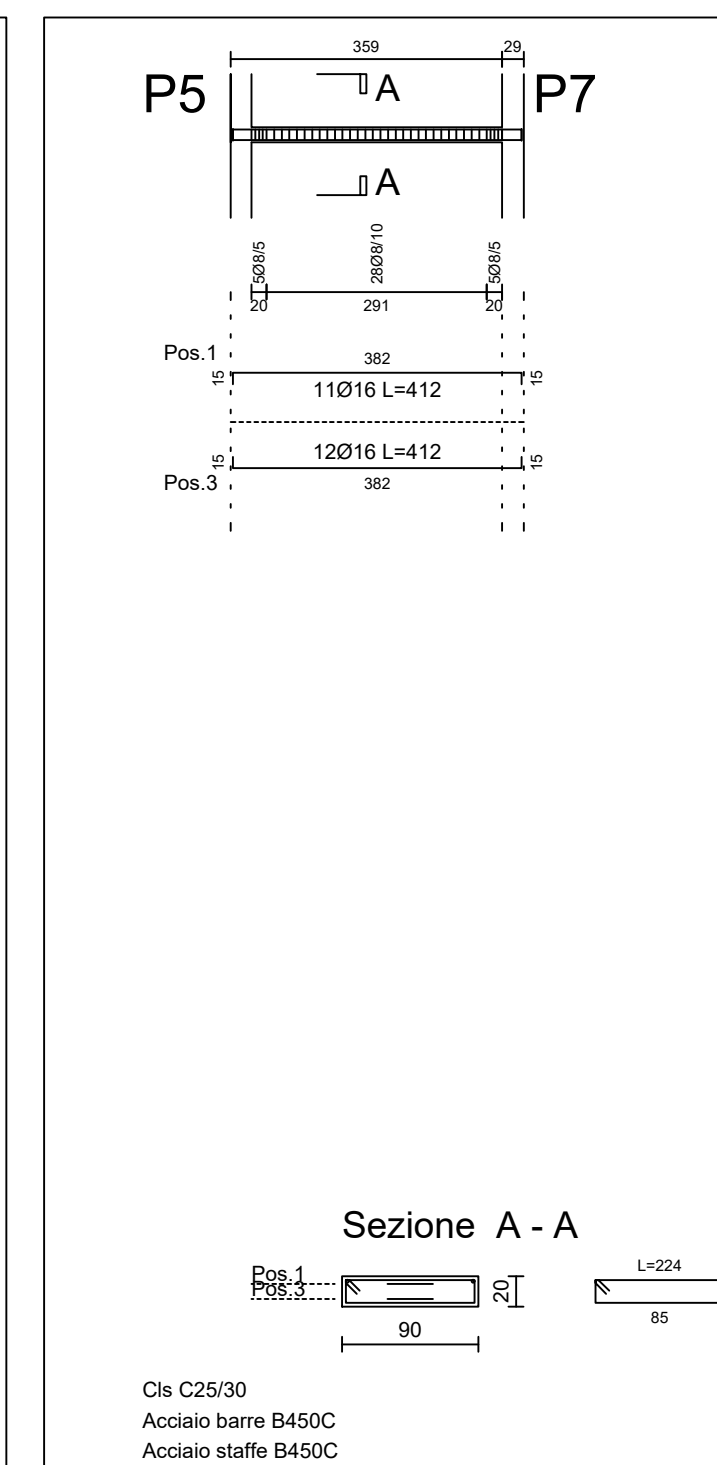 359
29
P5
A
P7
A
5Ø8/5
28Ø8/10
5Ø8/5
20
291
20
Pos.1
382
15
15
11Ø16 L=412
12Ø16 L=412
15
15
Pos.3
382
Sezione A - A
Pos.1
Pos.3
20
90
L=224
85
Cls C25/30
Acciaio barre B450C
Acciaio staffe B450C